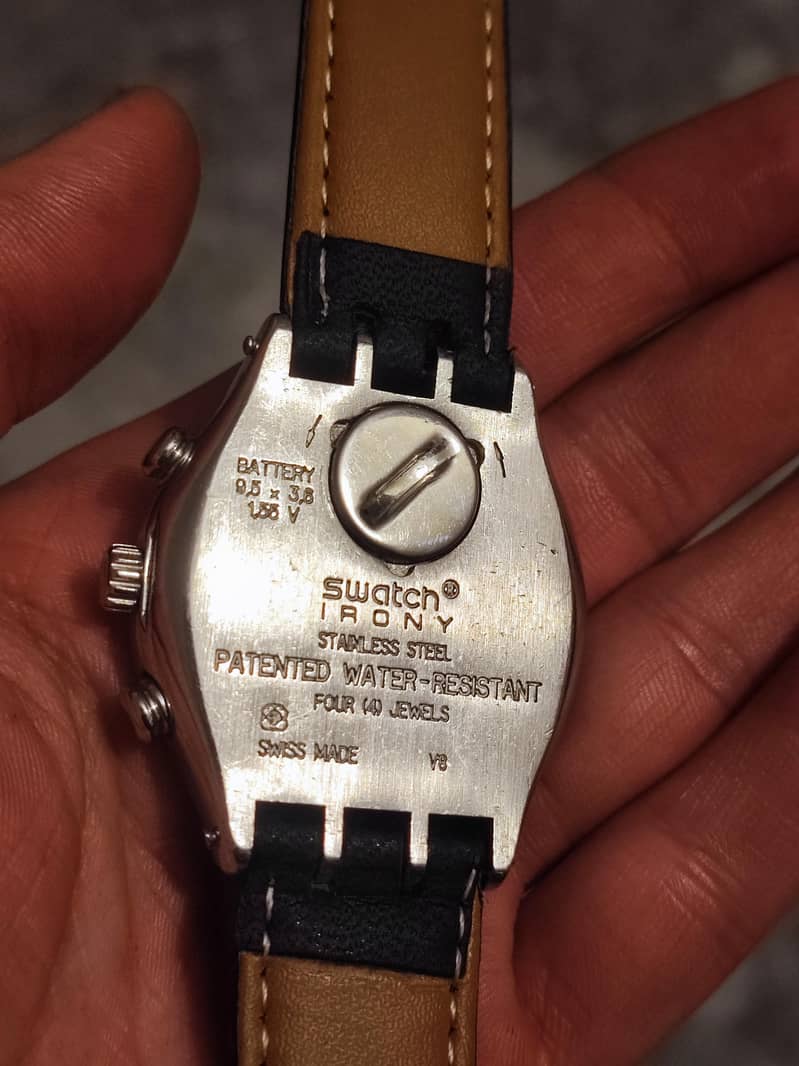 BATTERY
9,5 x 3,6
1,55 V
swatch®
IRONY
STAINLESS STEEL
PATENTED WATER-RESISTANT
FOUR (4) JEWELS
SWISS MADE V8